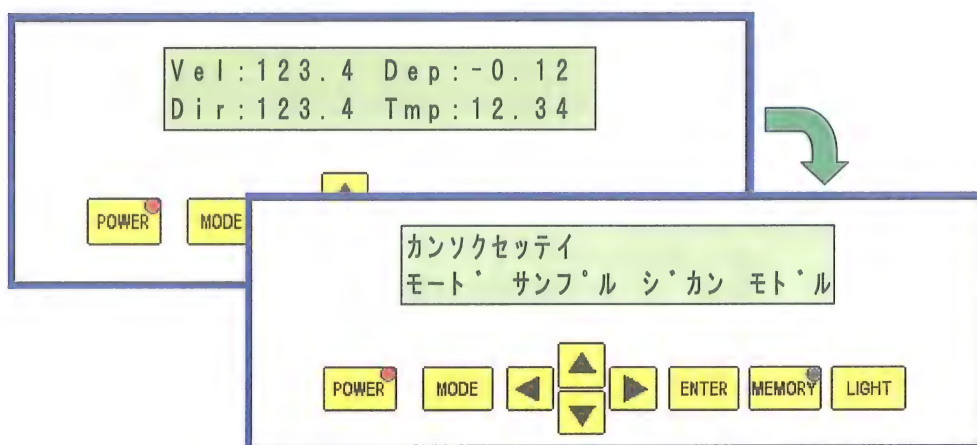 Vel:123.4 Dep:-0.12
Dir:123.4 Tmp:12.34
POWER MODE
カンソクセッテイ
モード サンプル ジカン モドル
POWER MODE ENTER MEMORY LIGHT